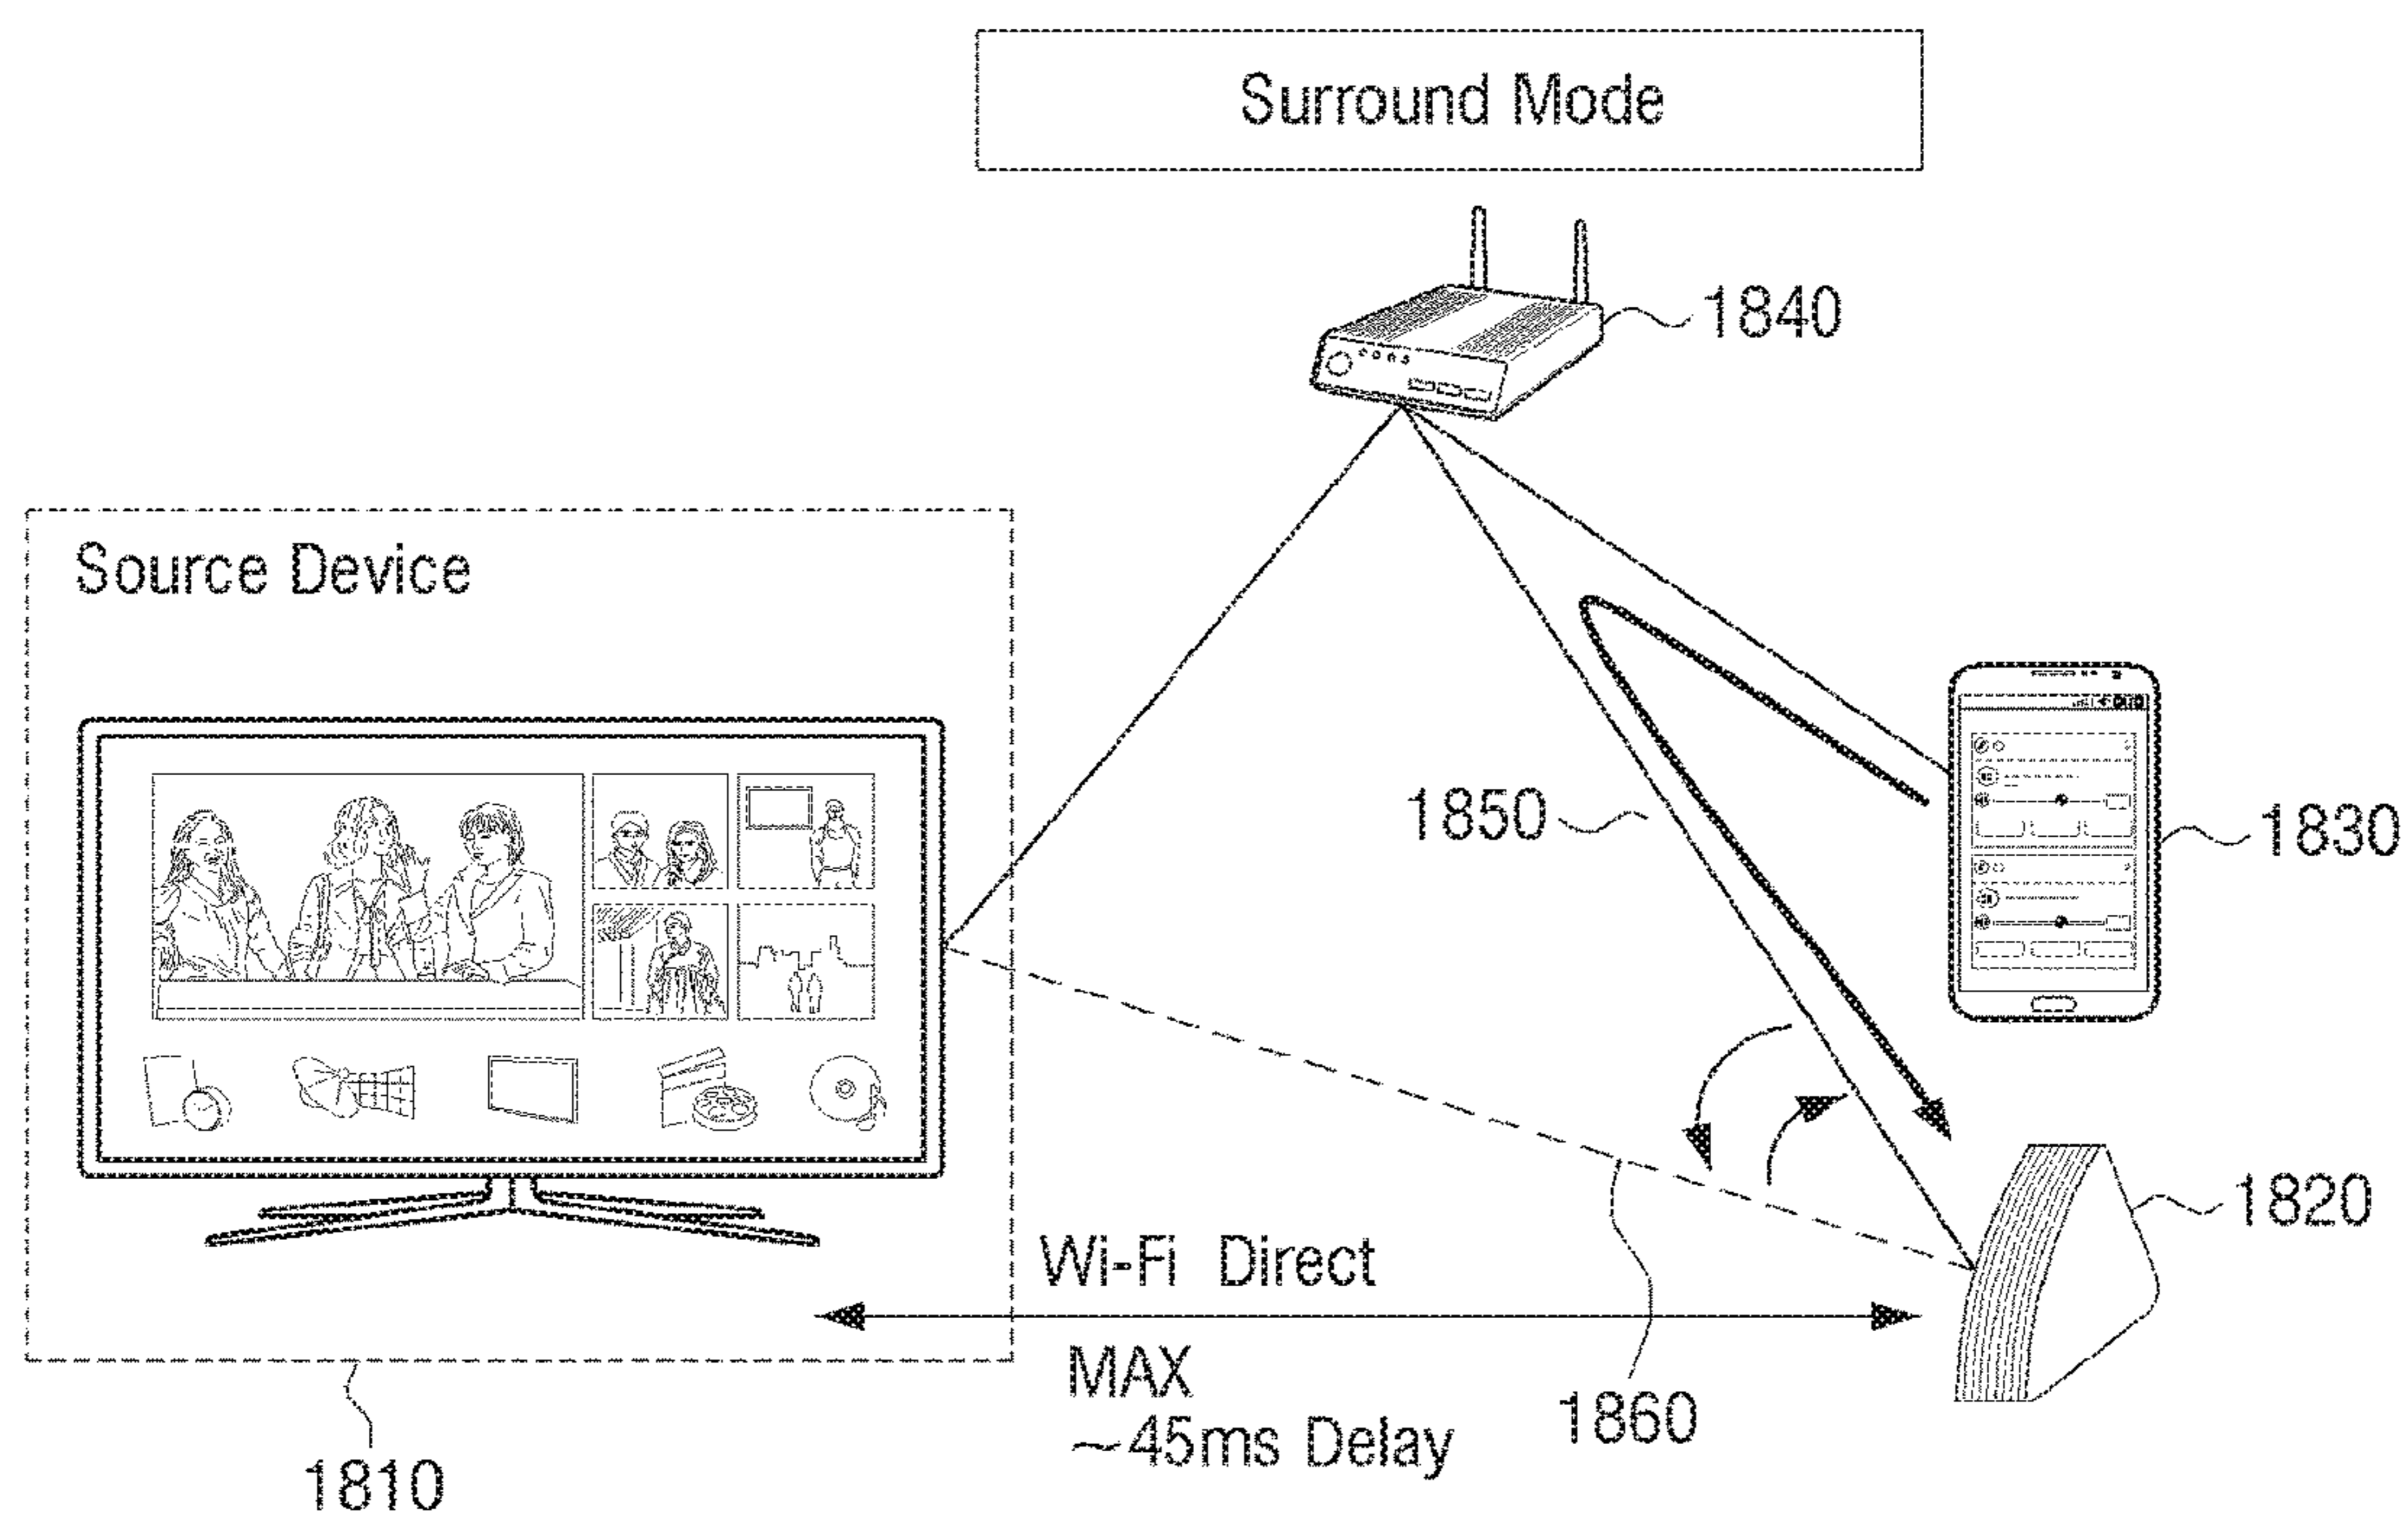 Surround Mode
1840
Source Device
1850
1830
1820
Wi-Fi Direct
MAX
~45ms Delay
1860
1810